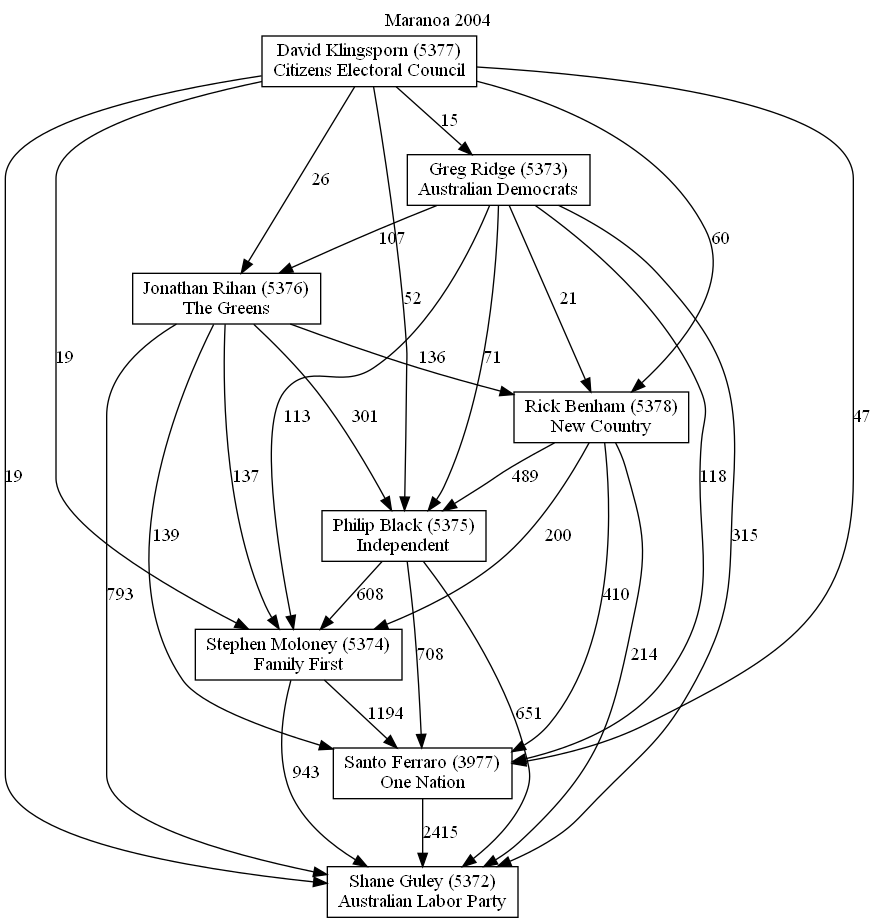 Maranoa 2004
David Klingsporn (5377)
Citizens Electoral Council
15
Greg Ridge (5373)
Australian Democrats
26
107
60
Jonathan Rihan (5376)
The Greens
52
21
19
136
71
Rick Benham (5378)
New Country
113
301
47
19
137
489
118
Philip Black (5375)
Independent
139
200
315
793
608
410
Stephen Moloney (5374)
Family First
708
214
1194
651
Santo Ferraro (3977)
One Nation
943
2415
Shane Guley (5372)
Australian Labor Party